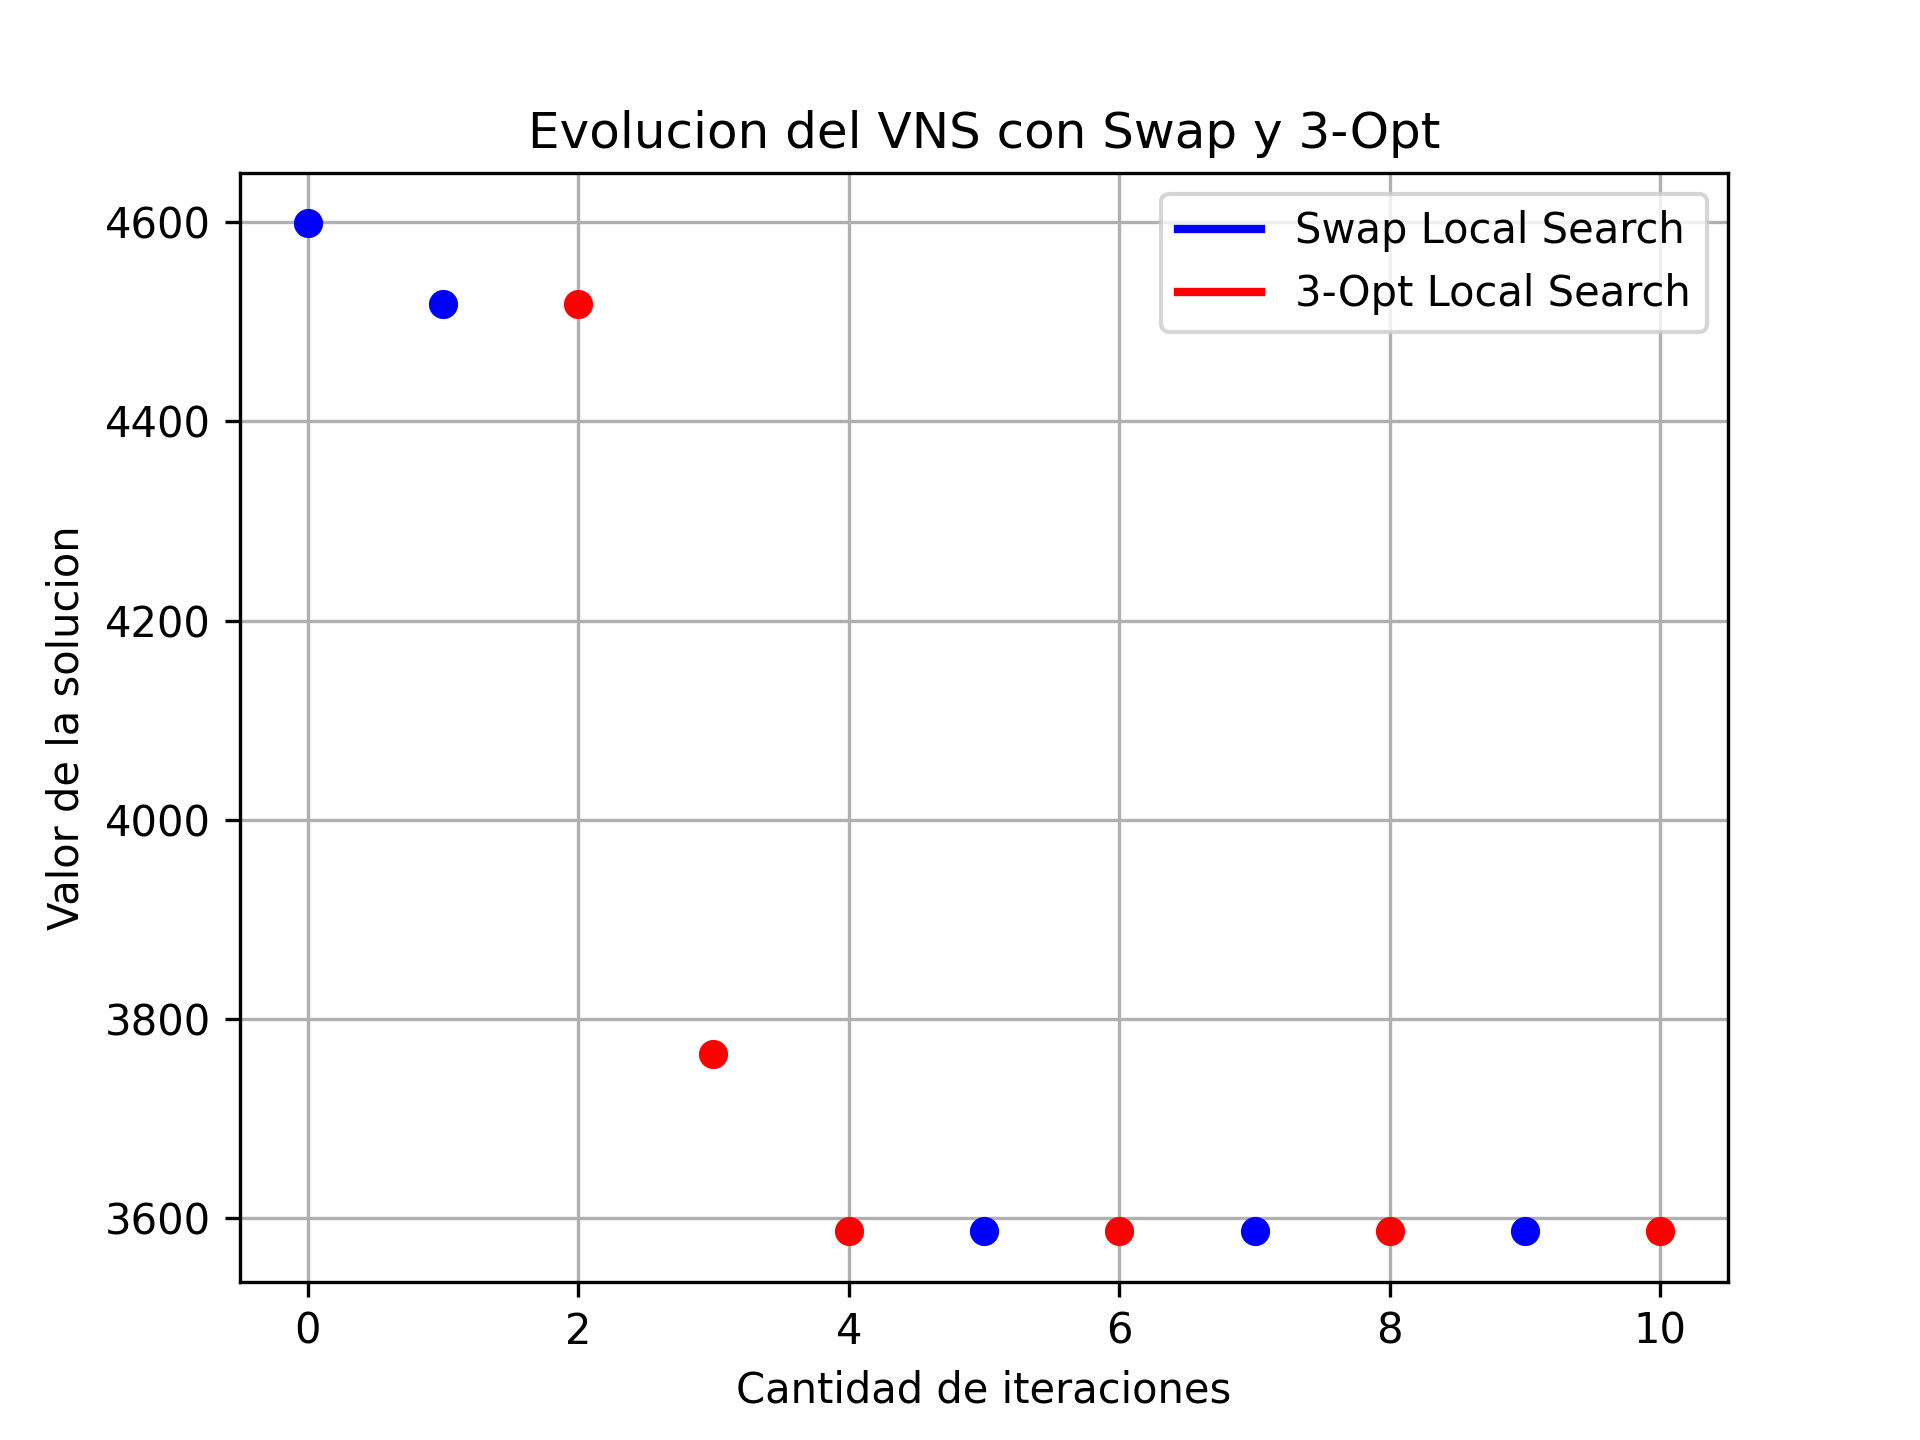 Evolucion del VNS con Swap y 3-Opt
Swap Local Search
3-Opt Local Search
Valor de la solucion
4600
4400
4200
4000
3800
3600
0 2 4 6 8 10
Cantidad de iteraciones